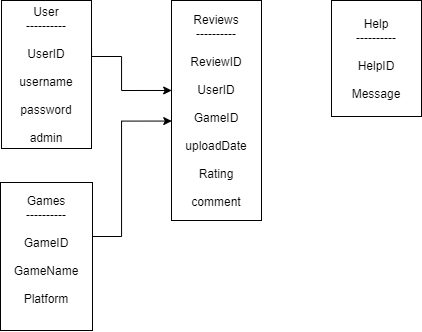 User
----------
UserID
username
password
admin
Reviews
----------
ReviewID
UserID
GameID
uploadDate
Rating
comment
Help
----------
HelpID
Message
Games
----------
GameID
GameName
Platform